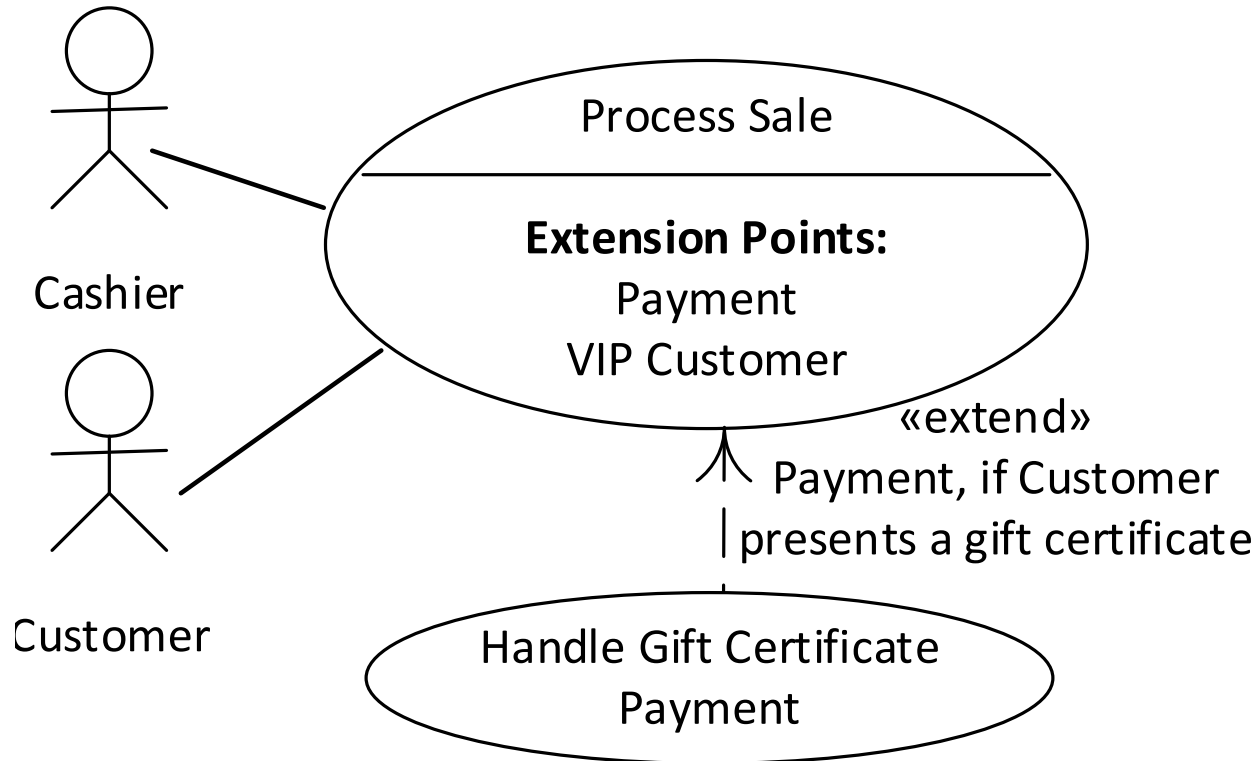 Process Sale
Extension Points:
Payment
VIP Customer
Cashier
«extend»
Payment, if Customer
presents a gift certificate
Customer
Handle Gift Certificate
Payment